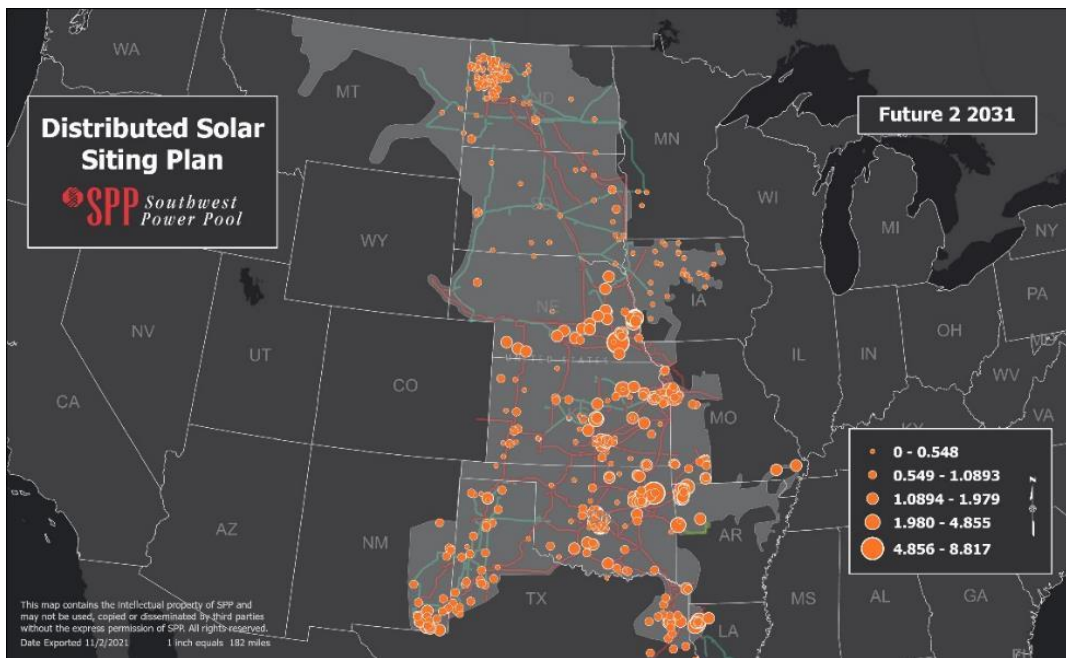 Distributed Solar
Siting Plan
SPP Southwest
Power Pool
Future 2 2031
WA
MT
ND
MN
WI
MI
NY
SD
WY
IA
NE
PA
NV
UT
IL
IN
OH
MD
UNITED STATES
CO
WV
CA
KS
MO
VA
KY
0 - 0.548
0.549 - 1.0893
1.0894 - 1.979
1.980 - 4.855
4.856 - 8.817
N
AZ
NM
AR
TX
MS
AL
GA
LA
This map contains the intellectual property of SPP and
may not be used, copied or disseminated by third parties
without the express permission of SPP. All rights reserved.
Date Exported 11/2/2021 1 inch equals 182 miles